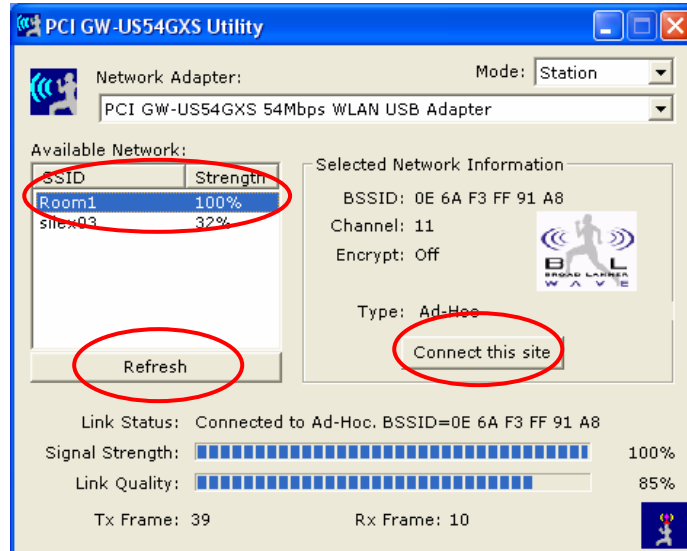 PCI GW-US54GXS Utility
Network Adapter:
Mode: Station
PCI GW-US54GXS 54Mbps WLAN USB Adapter
Available Network:
SSID Strength
Room1 100%
silex03 32%
Refresh
Selected Network Information
BSSID: 0E 6A F3 FF 91 A8
Channel: 11
Encrypt: Off
BROAD LANNER
WAVE
Type: Ad-Hoc
Connect this site
Link Status: Connected to Ad-Hoc. BSSID=0E 6A F3 FF 91 A8
Signal Strength: 100%
Link Quality: 85%
Tx Frame: 39 Rx Frame: 10